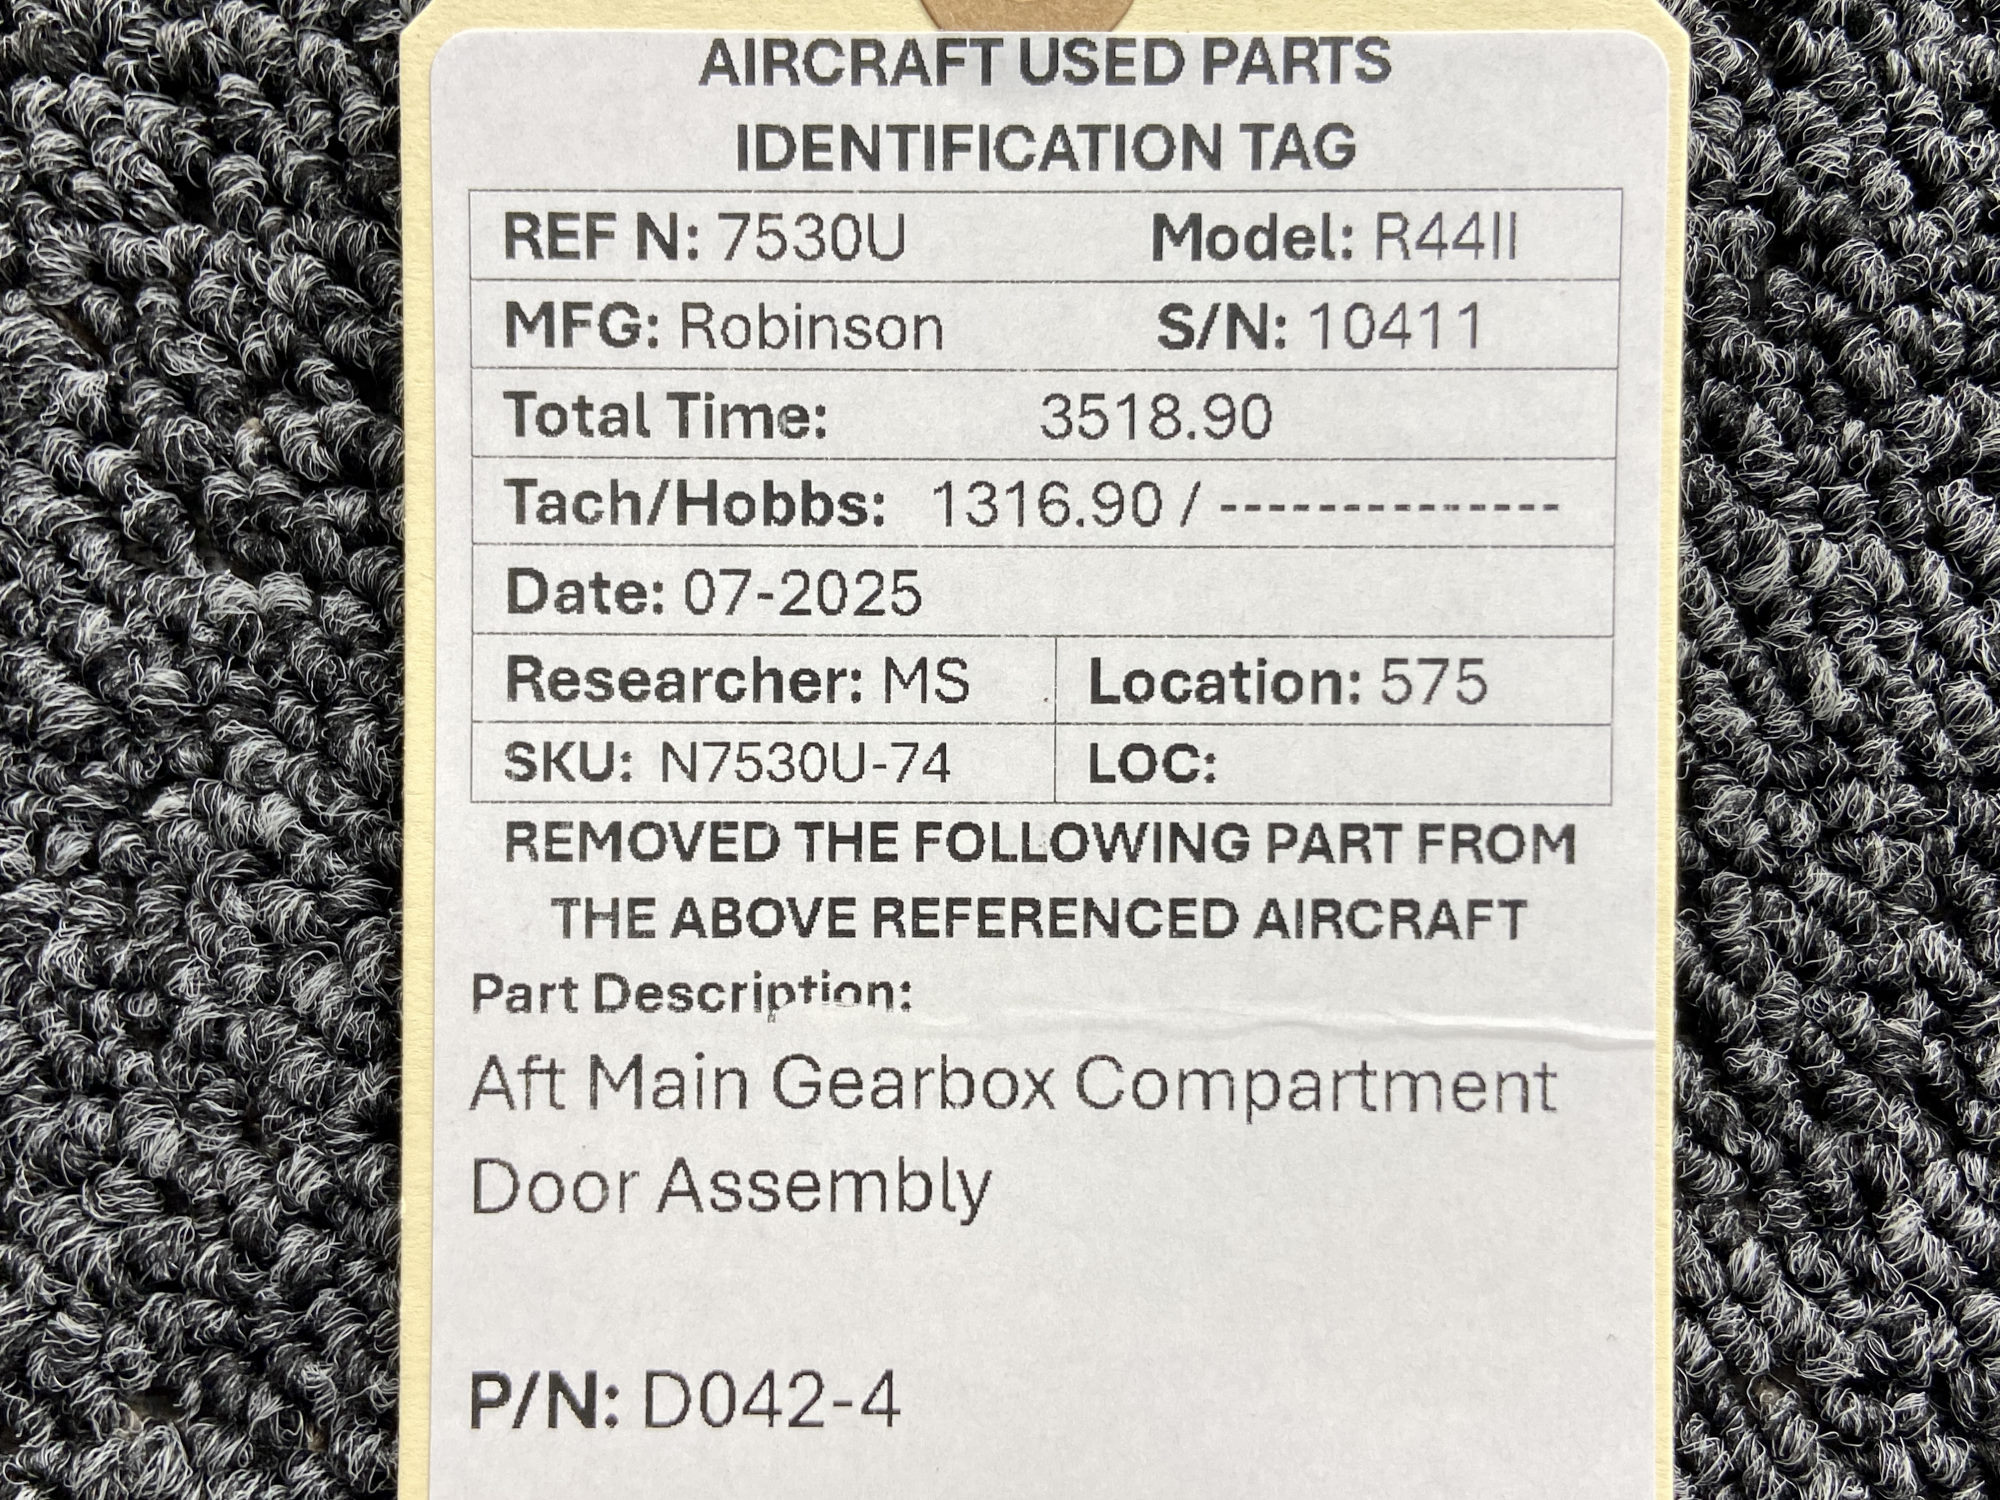 AIRCRAFT USED PARTS
IDENTIFICATION TAG
REF N: 7530U Model: R44II
MFG: Robinson S/N: 10411
Total Time: 3518.90
Tach/Hobbs: 1316.90 / --------------
Date: 07-2025
Researcher: MS Location: 575
SKU: N7530U-74 LOC:
REMOVED THE FOLLOWING PART FROM
THE ABOVE REFERENCED AIRCRAFT
Part Description:
Aft Main Gearbox Compartment
Door Assembly
P/N: D042-4